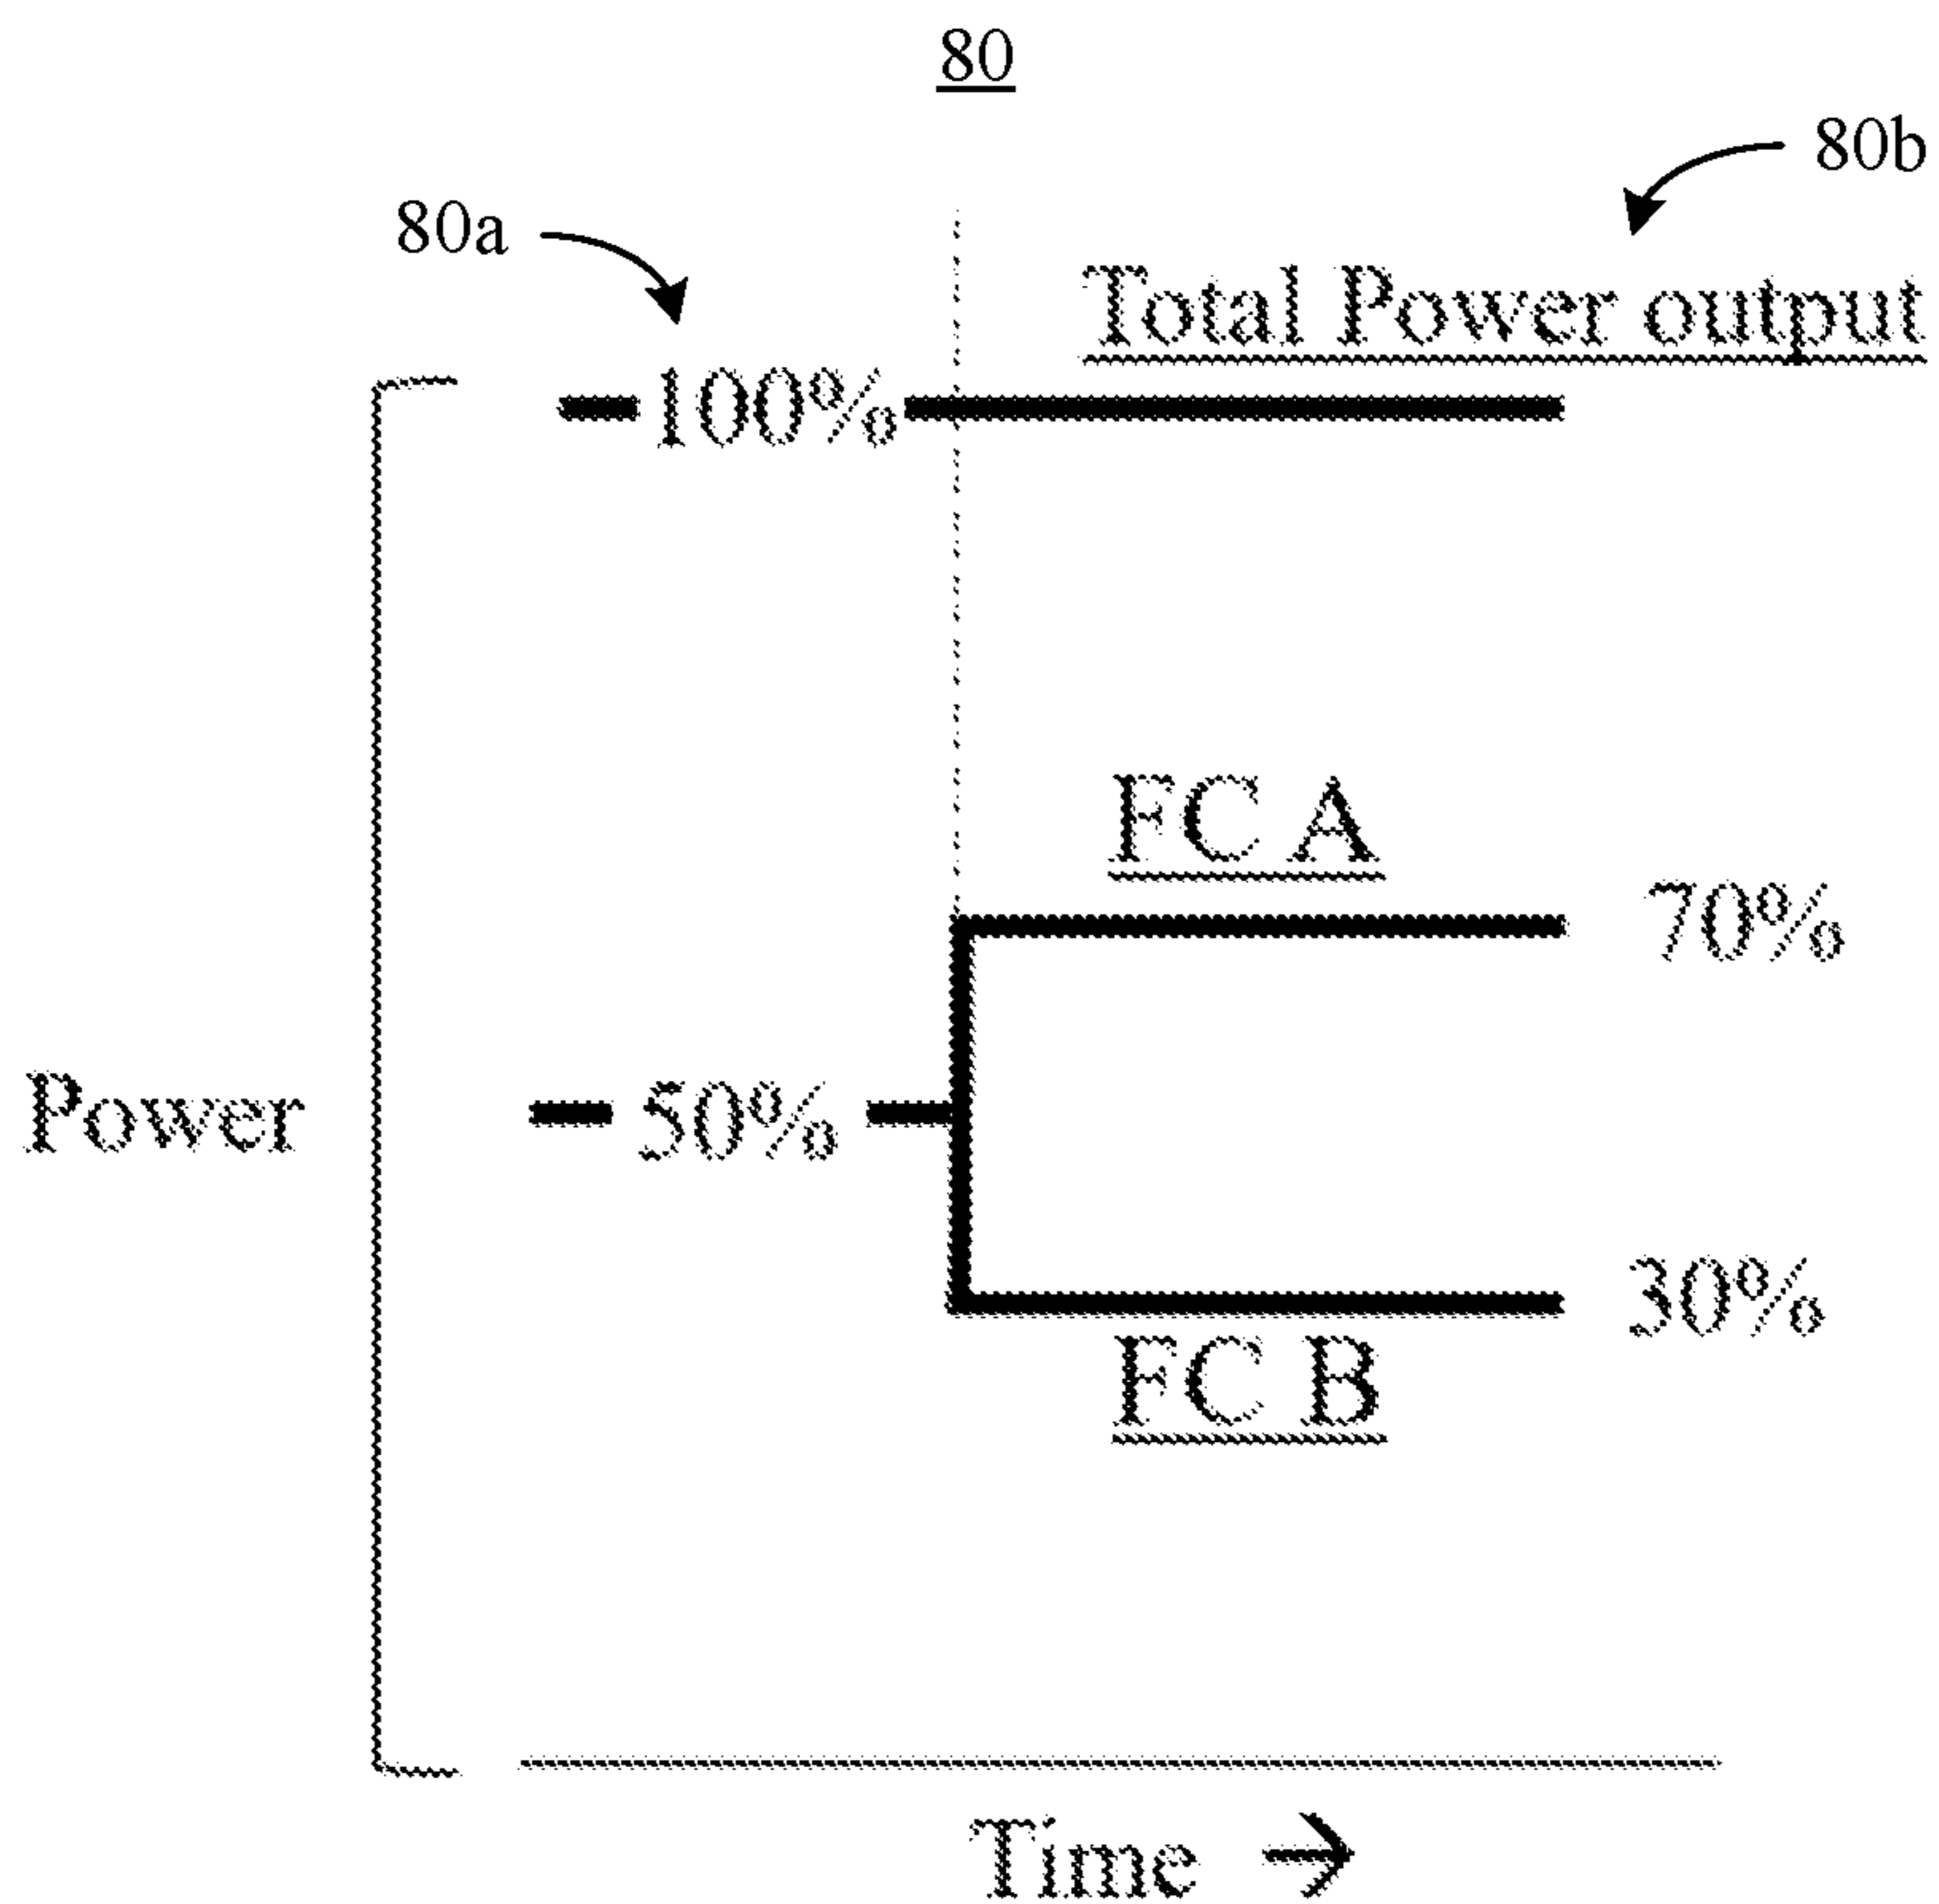 80
80b
80a
Total Power output
100%
FC A
70%
Power
50%
30%
FC B
Time →